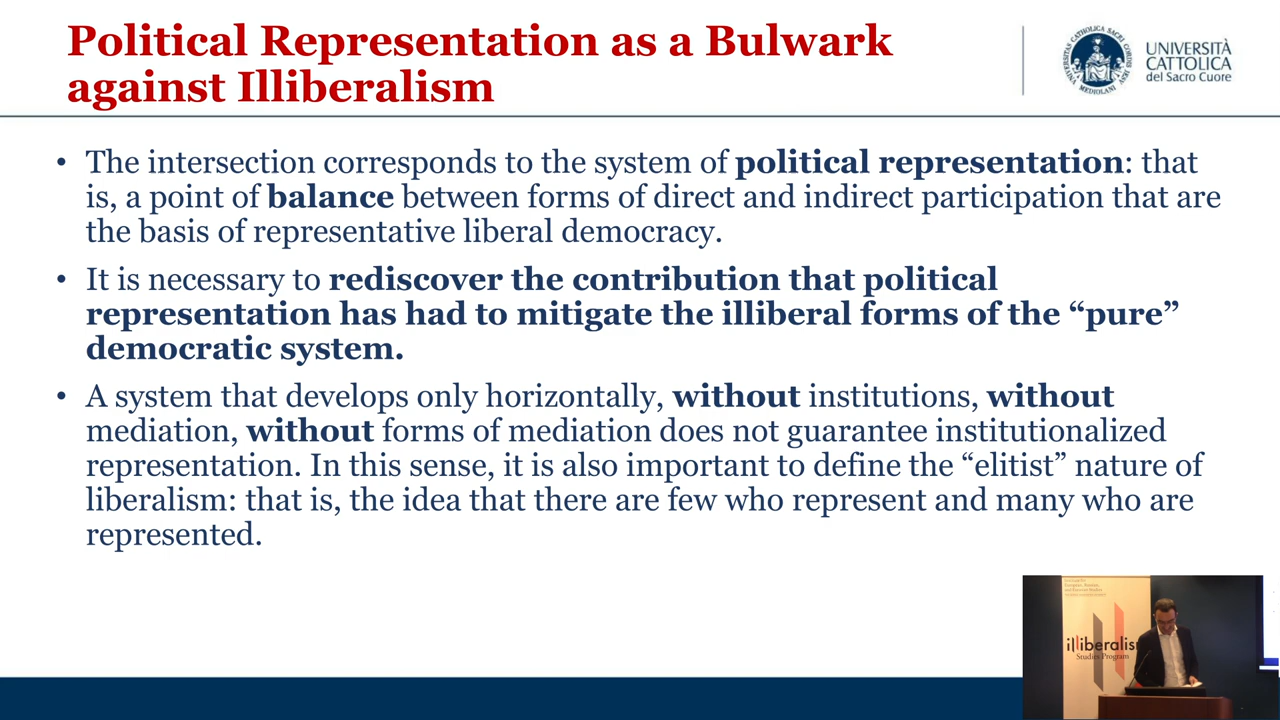 Political Representation as a Bulwark
against Illiberalism
UNIVERSITÀ
CATTOLICA
del Sacro Cuore
• The intersection corresponds to the system of political representation: that
is, a point of balance between forms of direct and indirect participation that are
the basis of representative liberal democracy.
• It is necessary to rediscover the contribution that political
representation has had to mitigate the illiberal forms of the “pure”
democratic system.
• A system that develops only horizontally, without institutions, without
mediation, without forms of mediation does not guarantee institutionalized
representation. In this sense, it is also important to define the “elitist” nature of
liberalism: that is, the idea that there are few who represent and many who are
represented.
illiberalis
Studies Program